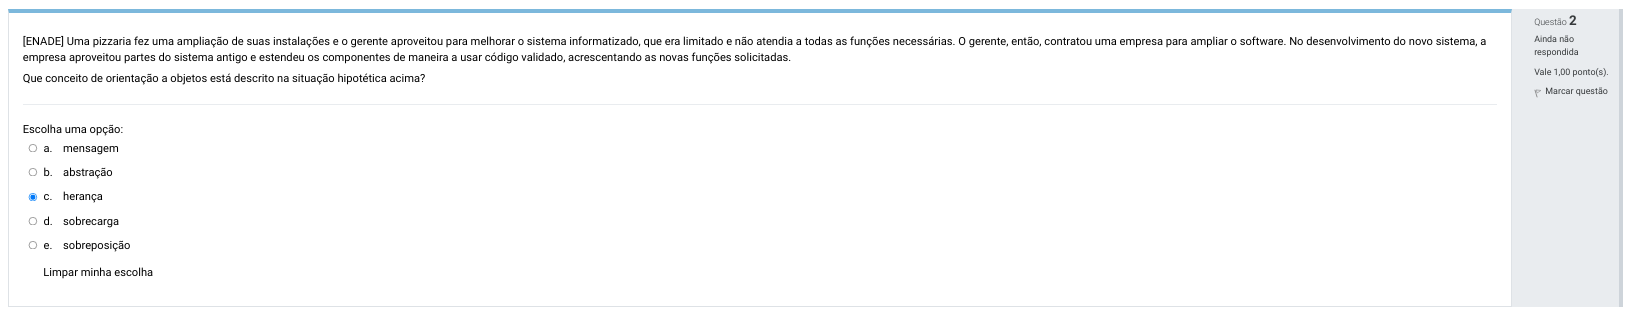 [ENADE] Uma pizzaria fez uma ampliação de suas instalações e o gerente aproveitou para melhorar o sistema informatizado, que era limitado e não atendia a todas as funções necessárias. O gerente, então, contratou uma empresa para ampliar o software. No desenvolvimento do novo sistema, a
empresa aproveitou partes do sistema antigo e estendeu os componentes de maneira a usar código validado, acrescentando as novas funções solicitadas.
Que conceito de orientação a objetos está descrito na situação hipotética acima?
Escolha uma opção:
a. mensagem
b. abstração
c. herança
d. sobrecarga
e. sobreposição
Limpar minha escolha
Questão 2
Ainda não
respondida
Vale 1,00 ponto(s).
Marcar questão